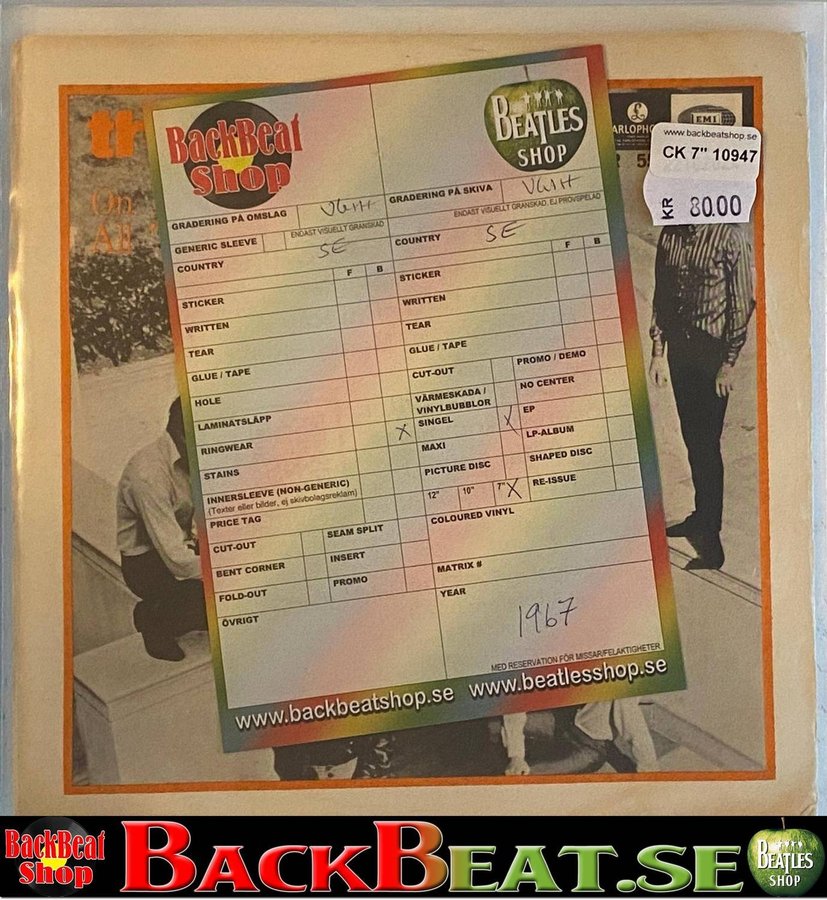 th
On
All
PARLOPHONE
EMI
R 55
www.backbeatshop.se
CK 7" 10947
KR 80.00
BackBeat
Shop
BEATLES
SHOP
GRADERING PÅ OMSLAG VG+
ENDAST VISUELLT GRANSKAD
GENERIC SLEEVE
COUNTRY SE
F B
STICKER
WRITTEN
TEAR
GLUE / TAPE
HOLE
LAMINATSLÄPP
RINGWEAR
STAINS
INNERSLEEVE (NON-GENERIC)
(Texter eller bilder, ej skivbolagsreklam)
PRICE TAG
CUT-OUT SEAM SPLIT
BENT CORNER INSERT
FOLD-OUT PROMO
ÖVRIGT
GRADERING PÅ SKIVA VG+
ENDAST VISUELLT GRANSKAD, EJ PROVSPELAD
COUNTRY SE
F B
STICKER
WRITTEN
TEAR
GLUE / TAPE
CUT-OUT PROMO / DEMO
VÄRMESKADA /
VINYLBUBBLOR NO CENTER
X SINGEL X EP
MAXI LP-ALBUM
PICTURE DISC SHAPED DISC
12" 10" 7" X RE-ISSUE
COLOURED VINYL
MATRIX #
YEAR
1967
MED RESERVATION FÖR MISSAR/FELAKTIGHETER
www.backbeatshop.se www.beatlesshop.se
BackBeat
Shop
BACKBEAT.SE
BEATLES
SHOP